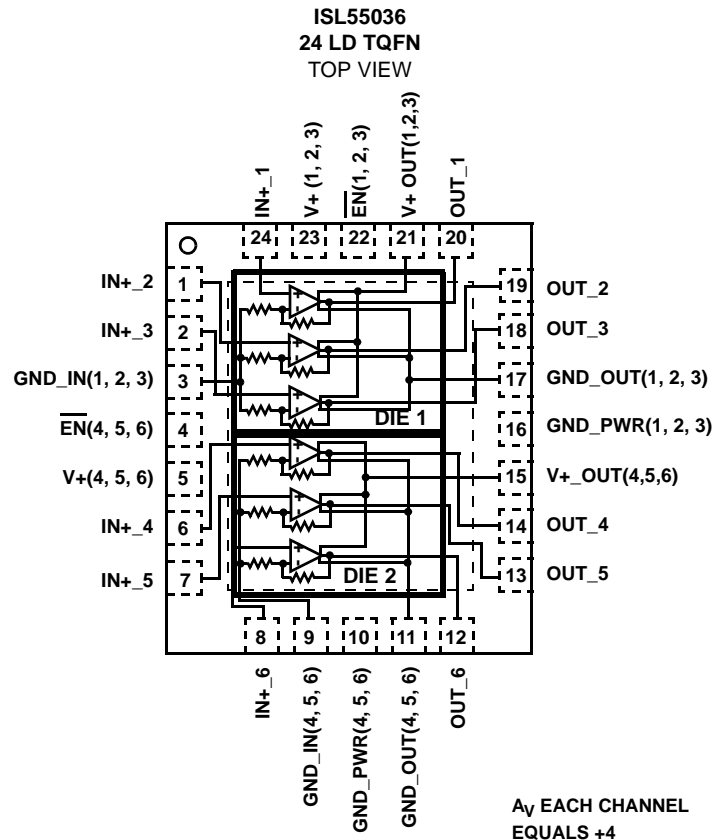 ISL55036
24 LD TQFN
TOP VIEW
IN+_1
V+ (1, 2, 3)
EN(1, 2, 3)
V+ OUT(1,2,3)
OUT_1
24
23
22
21
20
IN+_2
1
19
OUT_2
IN+_3
2
18
OUT_3
GND_IN(1, 2, 3)
3
17
GND_OUT(1, 2, 3)
DIE 1
EN(4, 5, 6)
4
16
GND_PWR(1, 2, 3)
V+(4, 5, 6)
5
15
V+_OUT(4,5,6)
IN+_4
6
14
OUT_4
IN+_5
7
13
OUT_5
DIE 2
8
9
10
11
12
IN+_6
GND_IN(4, 5, 6)
GND_PWR(4, 5, 6)
GND_OUT(4, 5, 6)
OUT_6
AV EACH CHANNEL
EQUALS +4